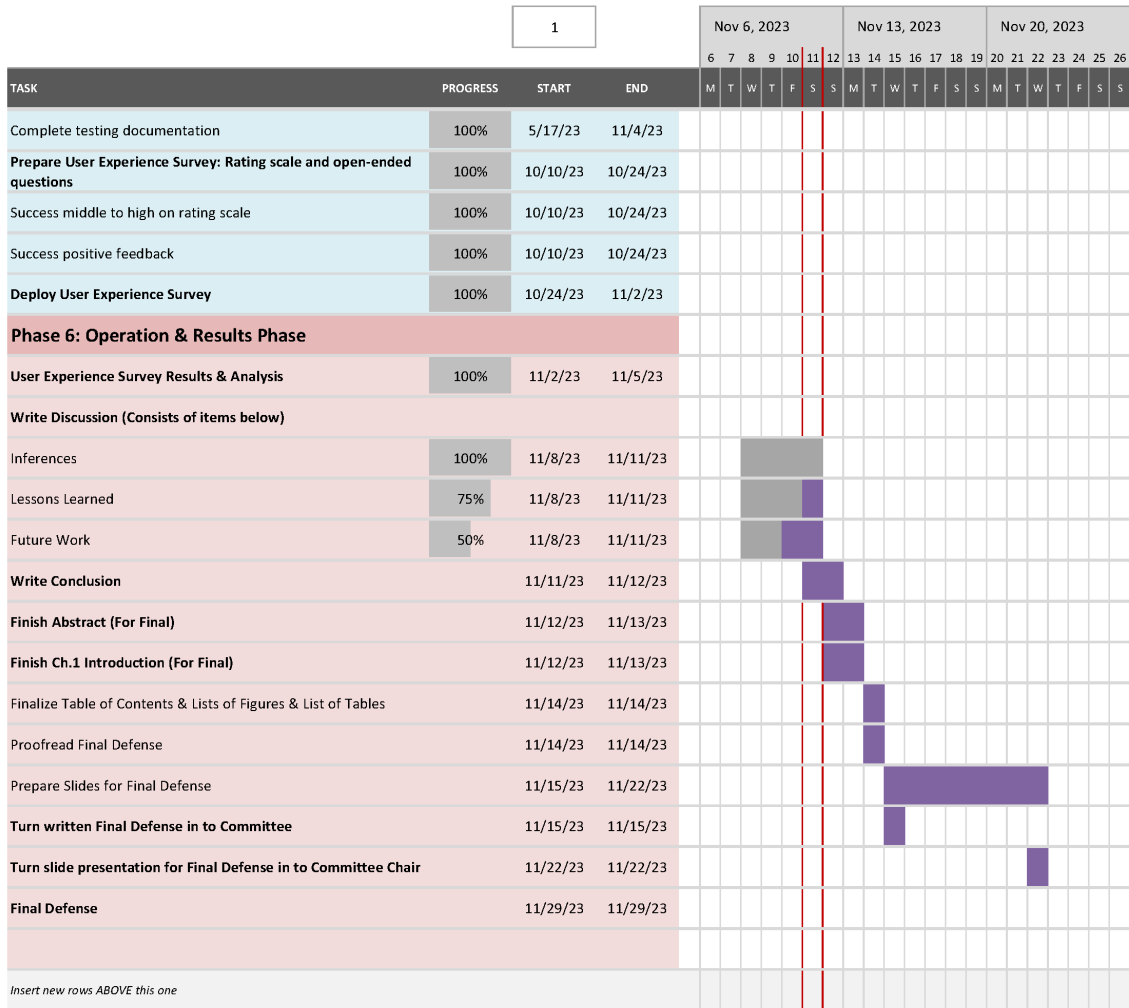 1
Nov 6, 2023 Nov 13, 2023 Nov 20, 2023
6 7 8 9 10 11 12 13 14 15 16 17 18 19 20 21 22 23 24 25 26
TASK PROGRESS START END M T W T F S S M T W T F S S M T W T F S S
Complete testing documentation 100% 5/17/23 11/4/23
Prepare User Experience Survey: Rating scale and open-ended
questions 100% 10/10/23 10/24/23
Success middle to high on rating scale 100% 10/10/23 10/24/23
Success positive feedback 100% 10/10/23 10/24/23
Deploy User Experience Survey 100% 10/24/23 11/2/23
Phase 6: Operation & Results Phase
User Experience Survey Results & Analysis 100% 11/2/23 11/5/23
Write Discussion (Consists of items below)
Inferences 100% 11/8/23 11/11/23
Lessons Learned 75% 11/8/23 11/11/23
Future Work 50% 11/8/23 11/11/23
Write Conclusion 11/11/23 11/12/23
Finish Abstract (For Final) 11/12/23 11/13/23
Finish Ch.1 Introduction (For Final) 11/12/23 11/13/23
Finalize Table of Contents & Lists of Figures & List of Tables 11/14/23 11/14/23
Proofread Final Defense 11/14/23 11/14/23
Prepare Slides for Final Defense 11/15/23 11/22/23
Turn written Final Defense in to Committee 11/15/23 11/15/23
Turn slide presentation for Final Defense in to Committee Chair 11/22/23 11/22/23
Final Defense 11/29/23 11/29/23
Insert new rows ABOVE this one